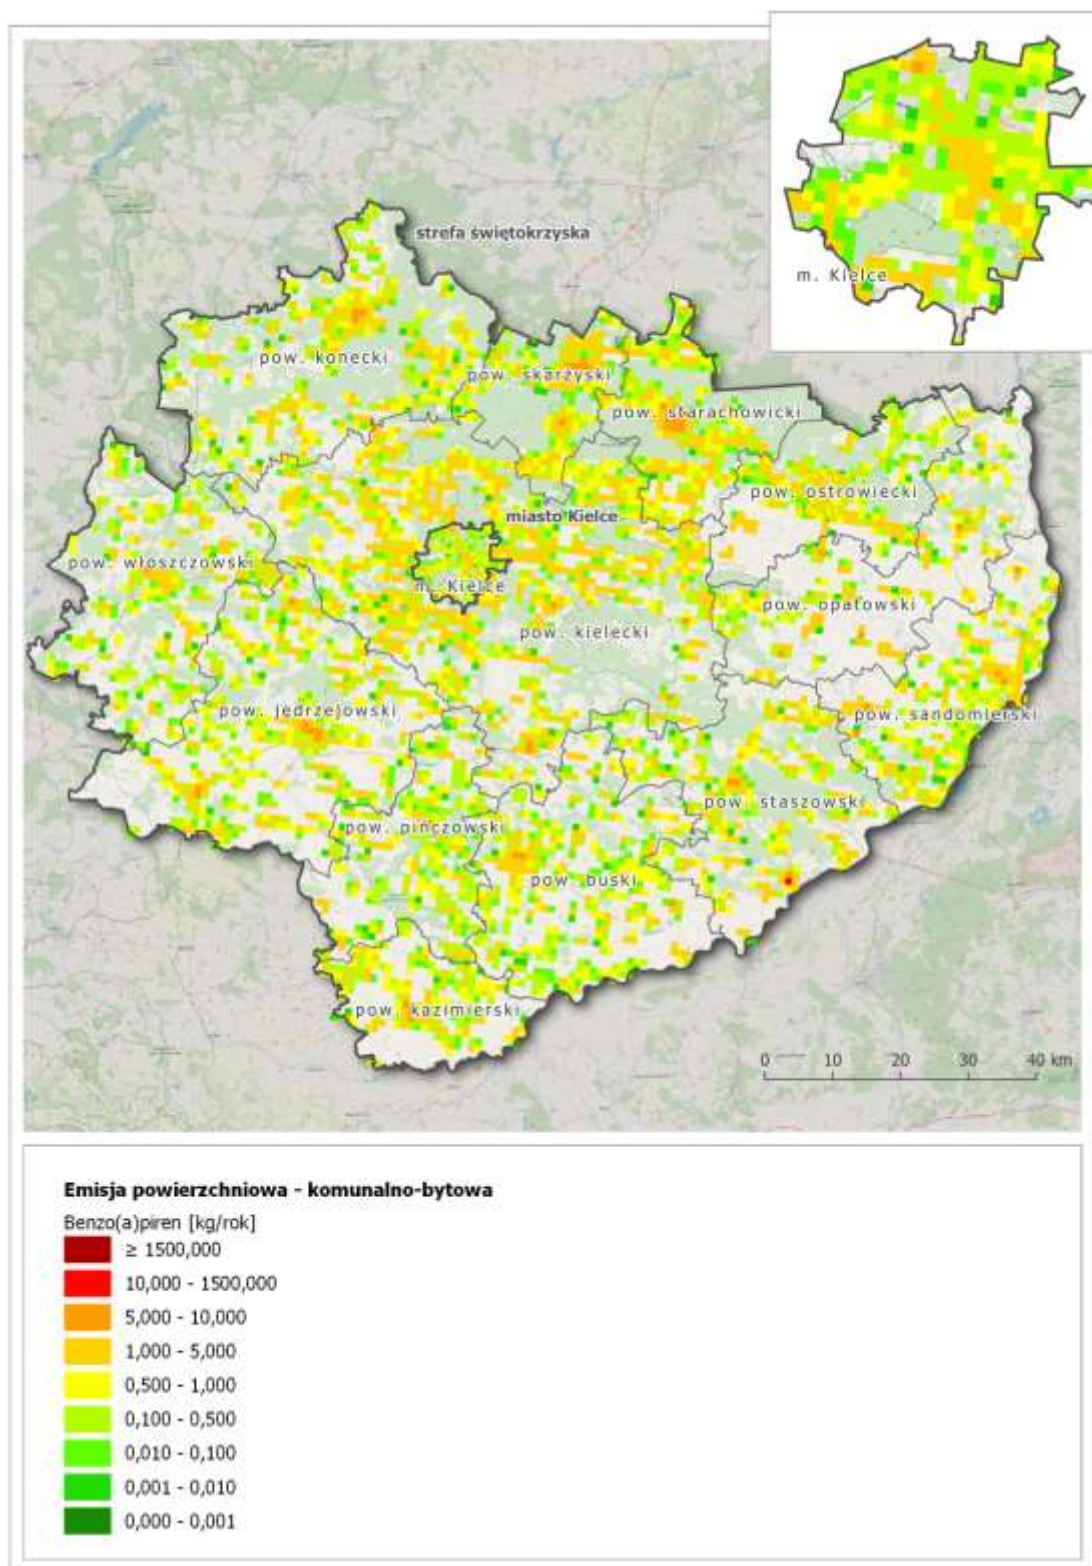 m. Kielce
strefa świętokrzyska
pow. konecki
pow. skarżyski
pow. starachowicki
pow. ostrowiecki
miasto Kielce
pow. włoszczowski
m. Kielce
pow. opatowski
pow. kielecki
pow. jędrzejowski
pow. sandomierski
pow. staszowski
pow. pińczowski
pow. buski
pow. kazimierski
0 10 20 30 40 km
Emisja powierzchniowa - komunalno-bytowa
Benzo(a)piren [kg/rok]
≥ 1500,000
10,000 - 1500,000
5,000 - 10,000
1,000 - 5,000
0,500 - 1,000
0,100 - 0,500
0,010 - 0,100
0,001 - 0,010
0,000 - 0,001